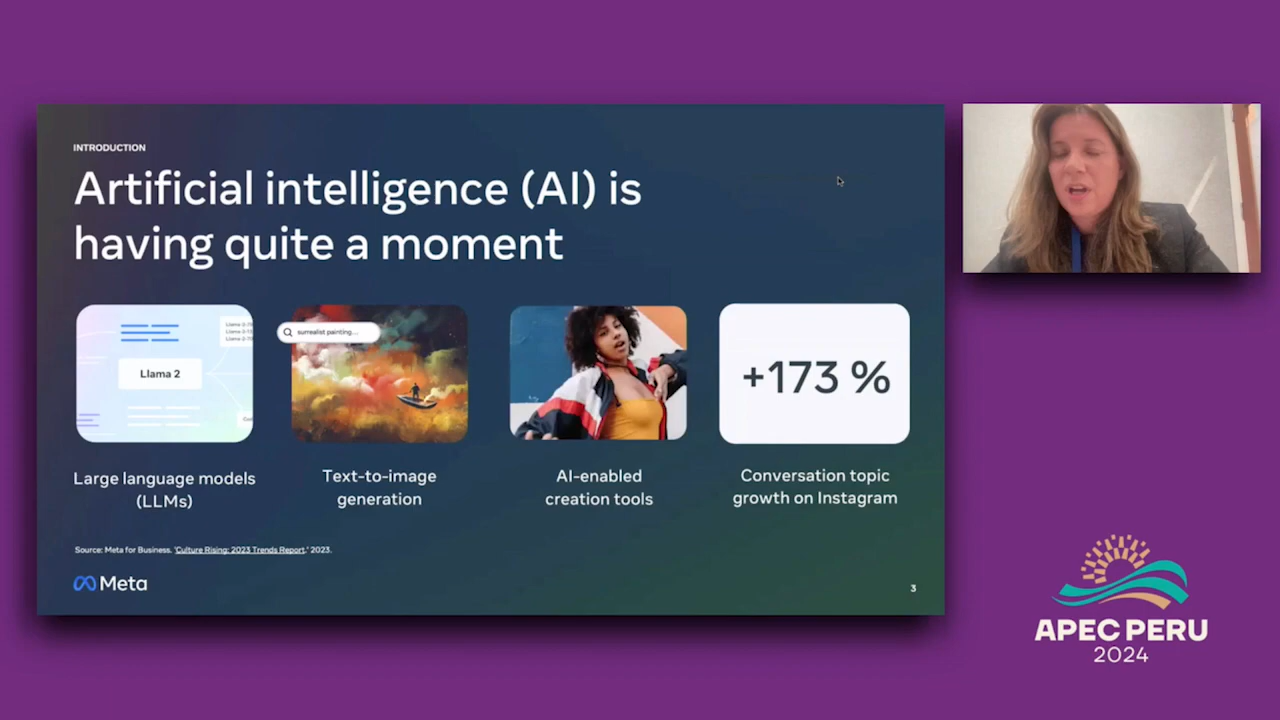 INTRODUCTION
Artificial intelligence (AI) is
having quite a moment
Llama 2
surrealist painting...
+173 %
Large language models
(LLMs)
Text-to-image
generation
AI-enabled
creation tools
Conversation topic
growth on Instagram
Source: Meta for Business. 'Culture Rising: 2023 Trends Report.' 2023.
Meta
3
APEC PERU
2024